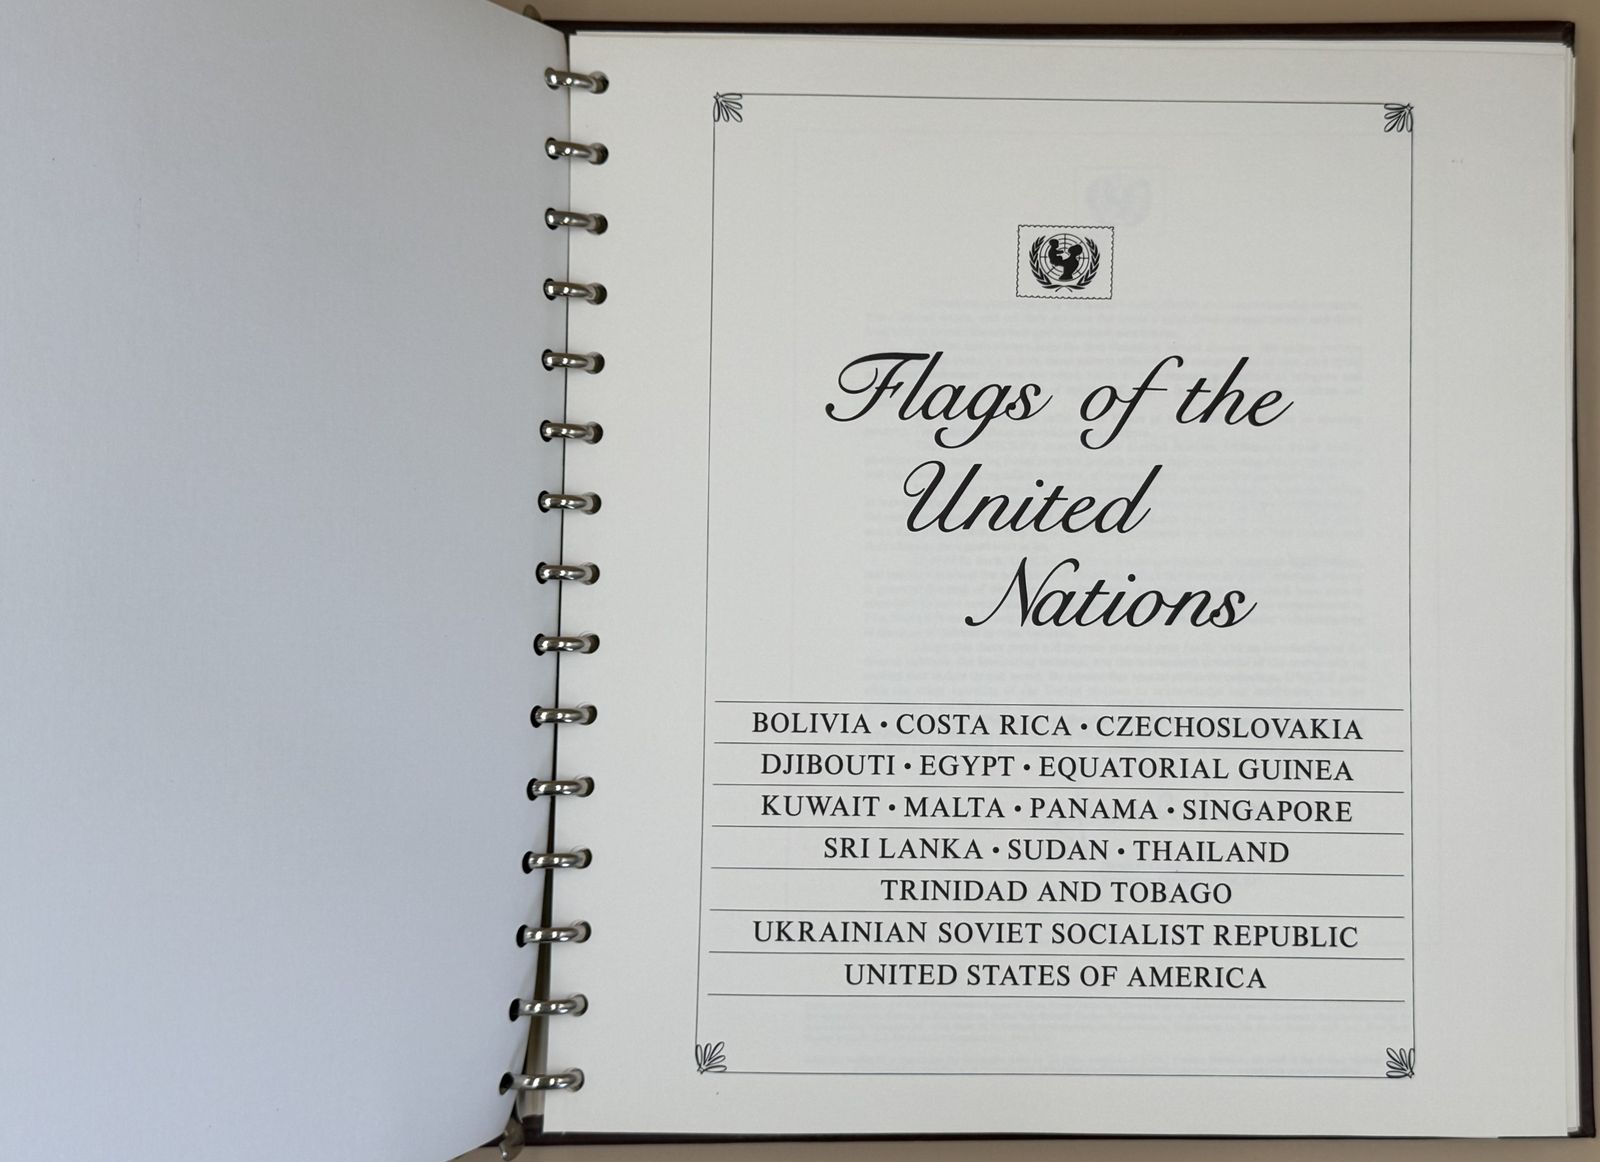 Flags of the
United
Nations
BOLIVIA • COSTA RICA • CZECHOSLOVAKIA
DJIBOUTI • EGYPT • EQUATORIAL GUINEA
KUWAIT • MALTA • PANAMA • SINGAPORE
SRI LANKA • SUDAN • THAILAND
TRINIDAD AND TOBAGO
UKRAINIAN SOVIET SOCIALIST REPUBLIC
UNITED STATES OF AMERICA